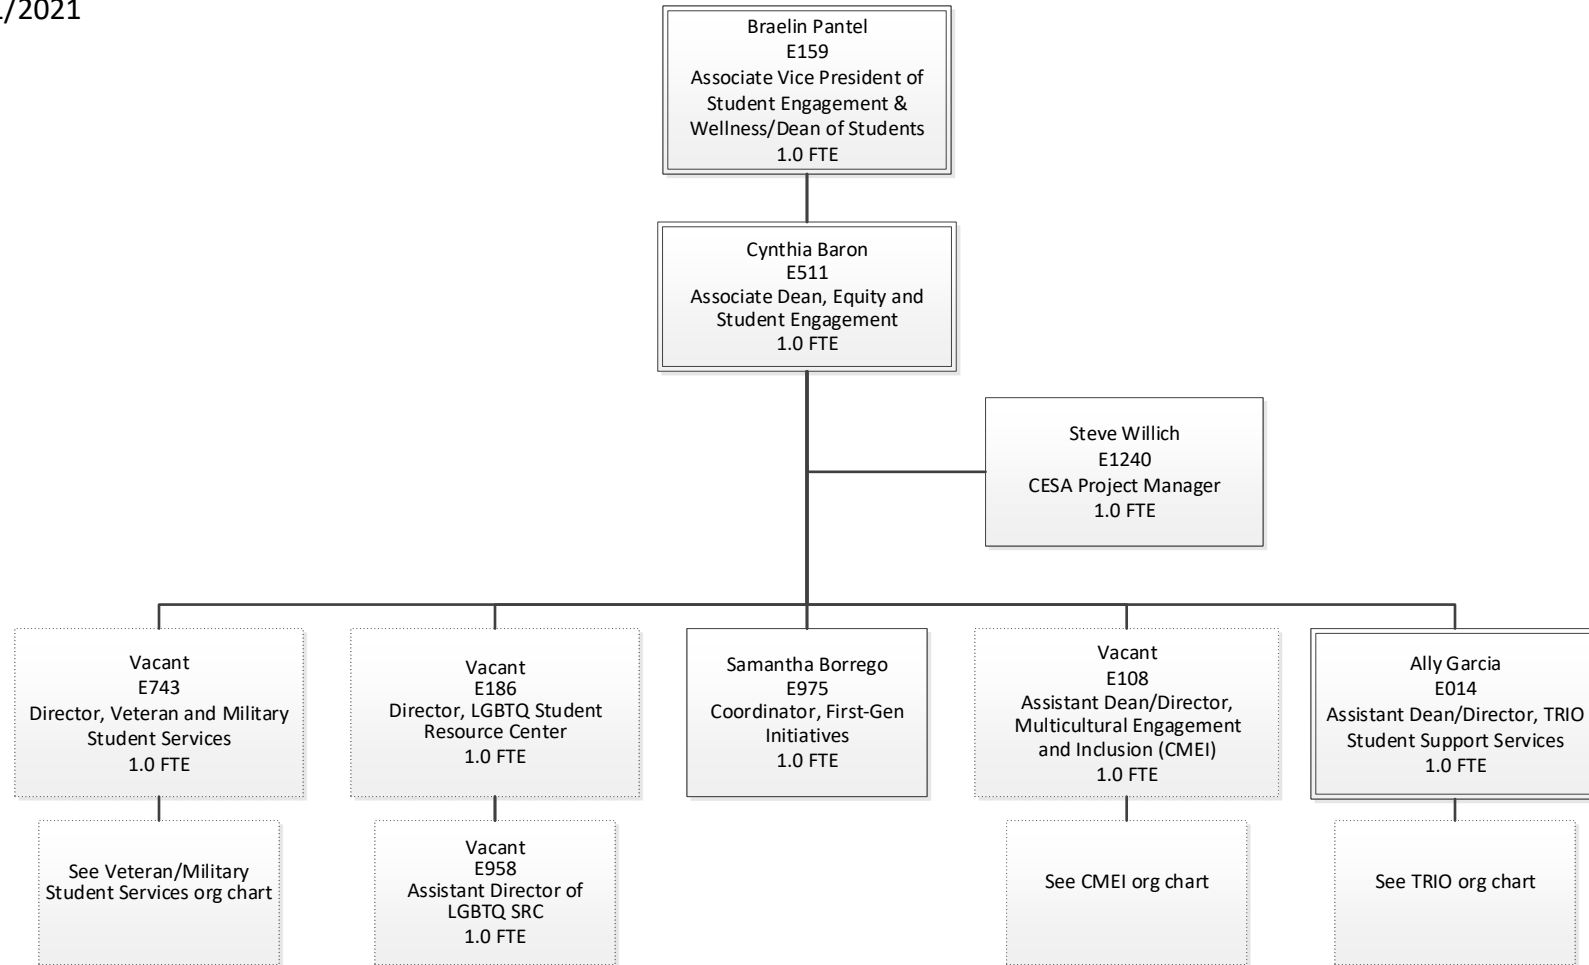 /2021
Braelin Pantel
E159
Associate Vice President of
Student Engagement &
Wellness/Dean of Students
1.0 FTE
Cynthia Baron
E511
Associate Dean, Equity and
Student Engagement
1.0 FTE
Steve Willich
E1240
CESA Project Manager
1.0 FTE
Vacant
E743
Director, Veteran and Military
Student Services
1.0 FTE
Vacant
E186
Director, LGBTQ Student
Resource Center
1.0 FTE
Samantha Borrego
E975
Coordinator, First-Gen
Initiatives
1.0 FTE
Vacant
E108
Assistant Dean/Director,
Multicultural Engagement
and Inclusion (CMEI)
1.0 FTE
Ally Garcia
E014
Assistant Dean/Director, TRIO
Student Support Services
1.0 FTE
See Veteran/Military
Student Services org chart
Vacant
E958
Assistant Director of
LGBTQ SRC
1.0 FTE
See CMEI org chart
See TRIO org chart